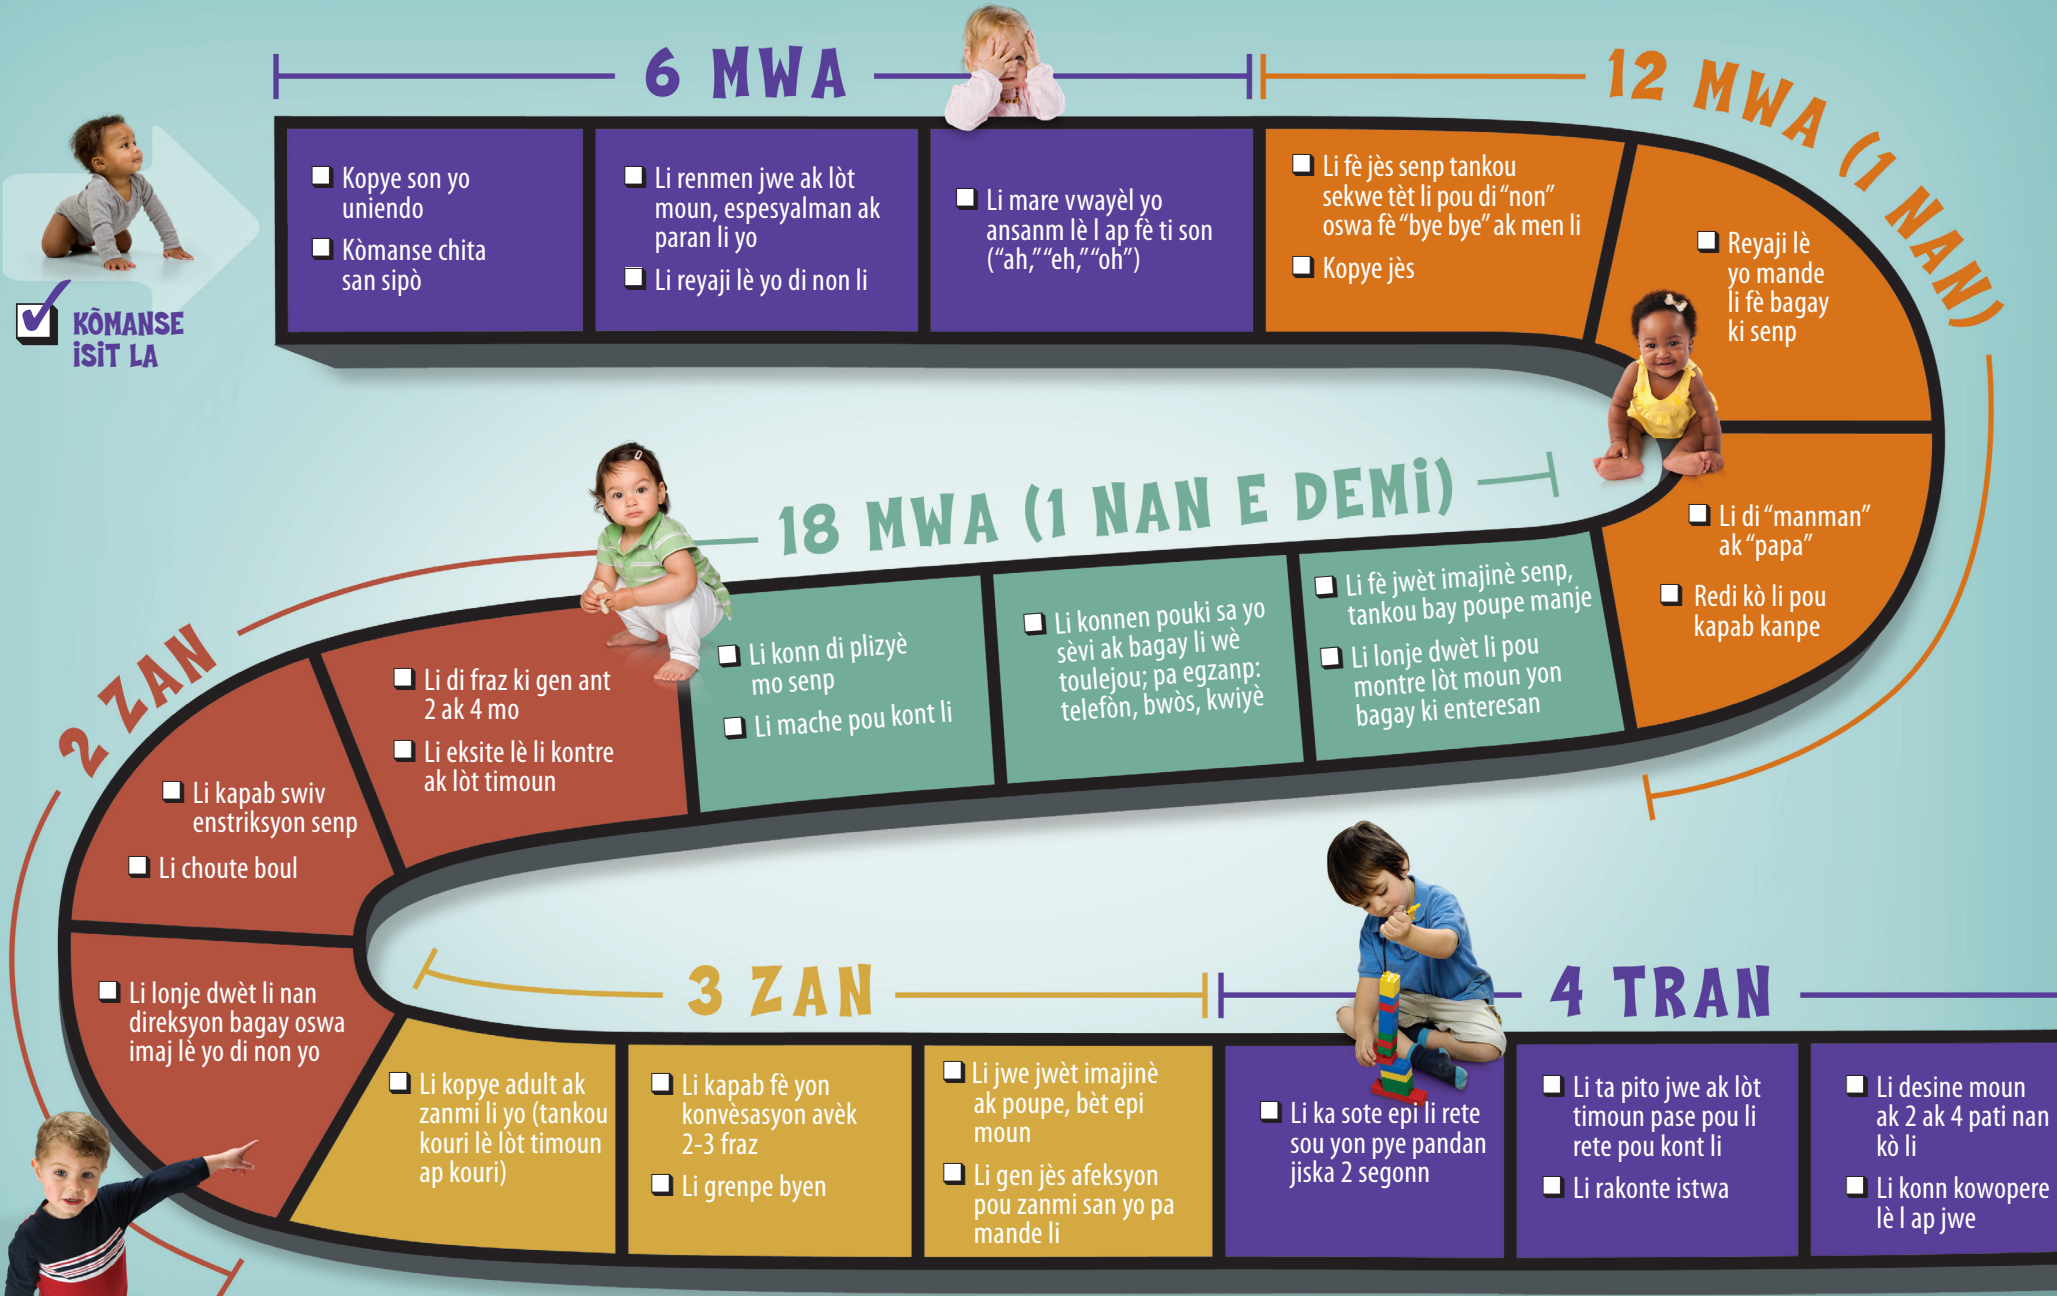 6 MWA
12 MWA (1 NAN)
KÒMANSE
ISIT LA
Kopye son yo
uniendo
Kòmanse chita
san sipò
Li renmen jwe ak lòt
moun, espesyalman ak
paran li yo
Li reyaji lè yo di non li
Li mare vwayèl yo
ansanm lè l ap fè ti son
(“ah,” “eh,” “oh”)
Li fè jès senp tankou
sekwe tèt li pou di “non”
oswa fè “bye bye” ak men li
Kopye jès
Reyaji lè
yo mande
li fè bagay
ki senp
Li di “manman”
ak “papa”
Redi kò li pou
kapab kanpe
18 MWA (1 NAN E DEMI)
Li fè jwèt imajinè senp,
tankou bay poupe manje
Li lonje dwèt li pou
montre lòt moun yon
bagay ki enteresan
Li konnen pouki sa yo
sèvi ak bagay li wè
toulejou; pa egzanp:
telefòn, bwòs, kwiyè
Li konn di plizyè
mo senp
Li mache pou kont li
2 ZAN
Li di fraz ki gen ant
2 ak 4 mo
Li eksite lè li kontre
ak lòt timoun
Li kapab swiv
enstriksyon senp
Li choute boul
Li lonje dwèt li nan
direksyon bagay oswa
imaj lè yo di non yo
3 ZAN
Li kopye adult ak
zanmi li yo (tankou
kouri lè lòt timoun
ap kouri)
Li kapab fè yon
konvèsasyon avèk
2-3 fraz
Li grenpe byen
Li jwe jwèt imajinè
ak poupe, bèt epi
moun
Li gen jès afeksyon
pou zanmi san yo pa
mande li
4 TRAN
Li ka sote epi li rete
sou yon pye pandan
jiska 2 segonn
Li ta pito jwe ak lòt
timoun pase pou li
rete pou kont li
Li rakonte istwa
Li desine moun
ak 2 ak 4 pati nan
kò li
Li konn kowopere
lè l ap jwe